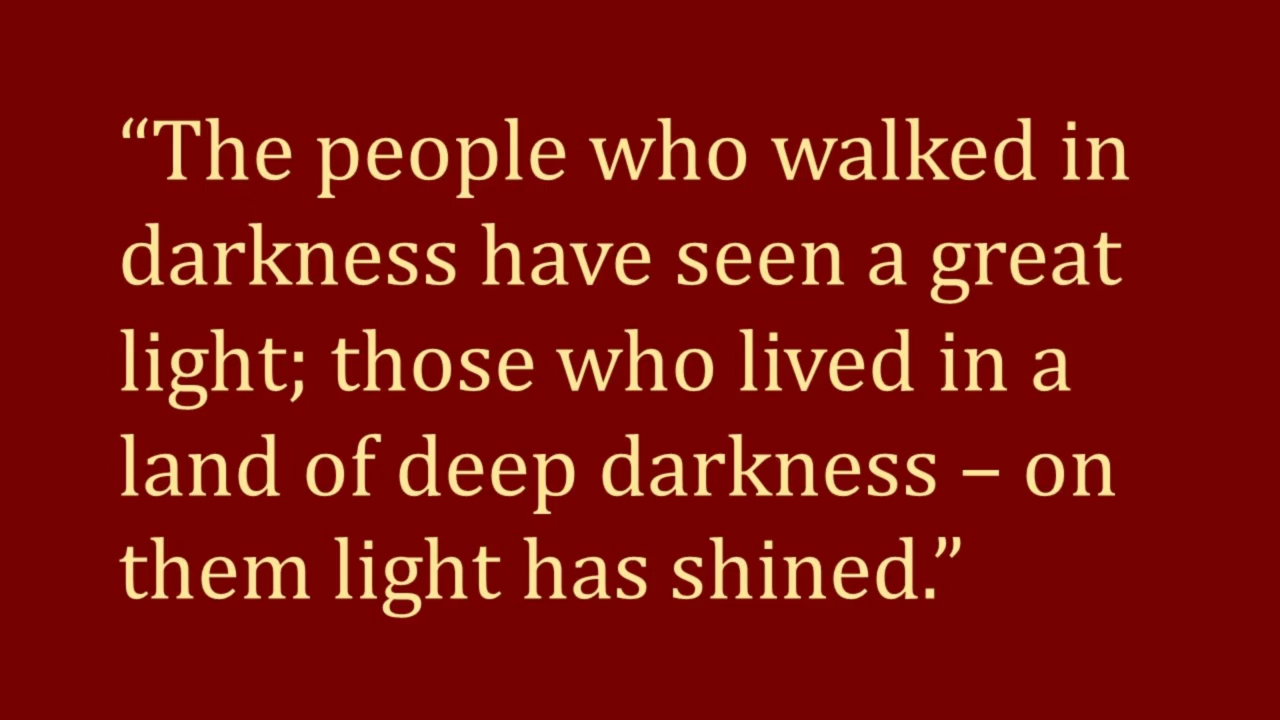 “The people who walked in
darkness have seen a great
light; those who lived in a
land of deep darkness – on
them light has shined.”